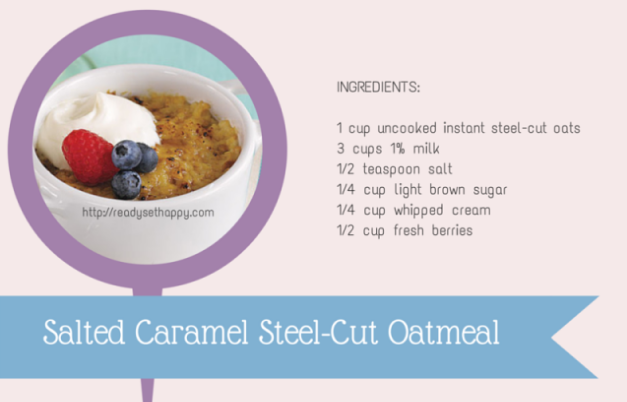 INGREDIENTS:
1 cup uncooked instant steel-cut oats
3 cups 1% milk
1/2 teaspoon salt
1/4 cup light brown sugar
1/4 cup whipped cream
1/2 cup fresh berries
http://readysethappy.com
Salted Caramel Steel-Cut Oatmeal